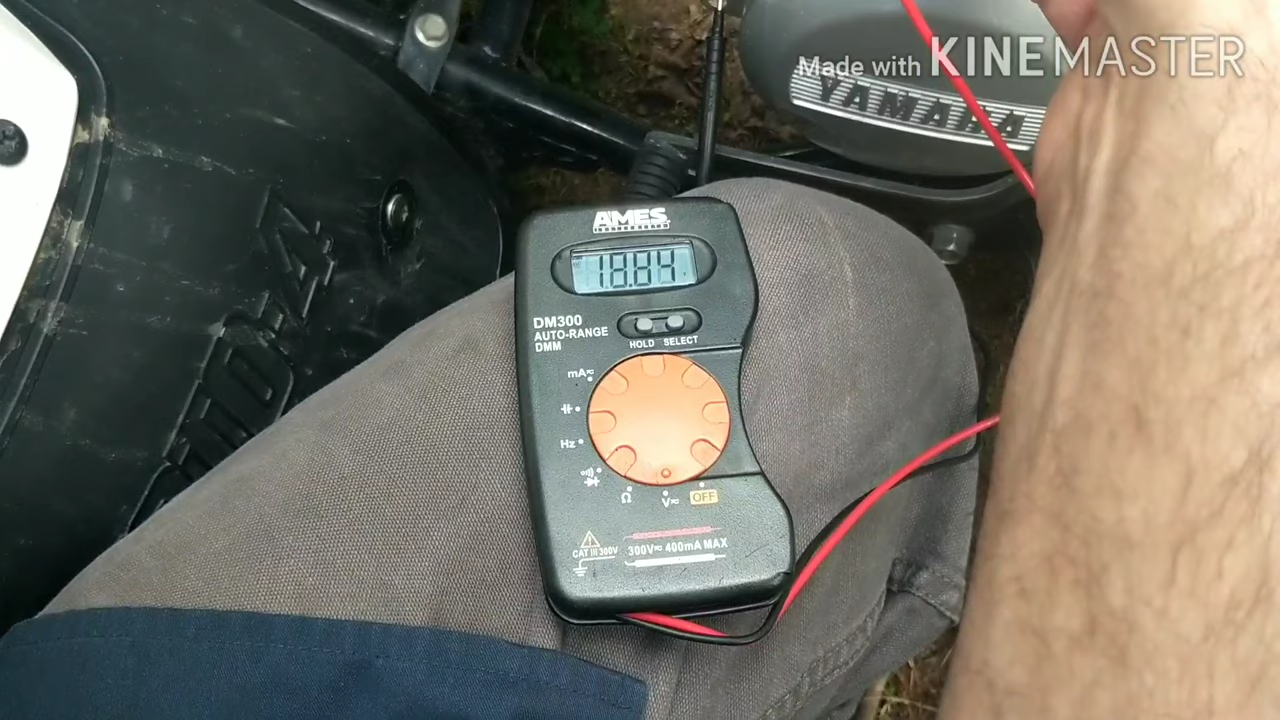 Made with KINEMASTER
YAMAHA
AMES
18.84
DM300
AUTO-RANGE
DMM
HOLD SELECT
mA≂
Hz
Ω
V≂
OFF
CAT III 300V
300V≂ 400mA MAX